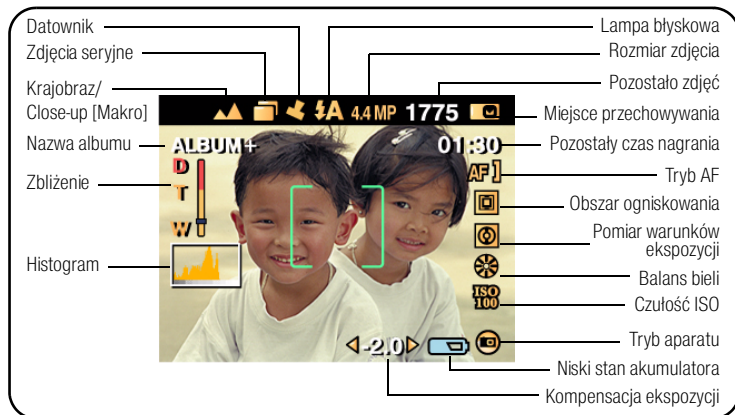 Datownik
Zdjęcia seryjne
Krajobraz/
Close-up [Makro]
Nazwa albumu
Zbliżenie
Histogram
Lampa błyskowa
Rozmiar zdjęcia
Pozostało zdjęć
Miejsce przechowywania
Pozostały czas nagrania
Tryb AF
Obszar ogniskowania
Pomiar warunków
ekspozycji
Balans bieli
Czułość ISO
Tryb aparatu
Niski stan akumulatora
Kompensacja ekspozycji
A 4.4 MP 1775
ALBUM+ 01:30
D
T
W
AF
ISO
100
-2.0